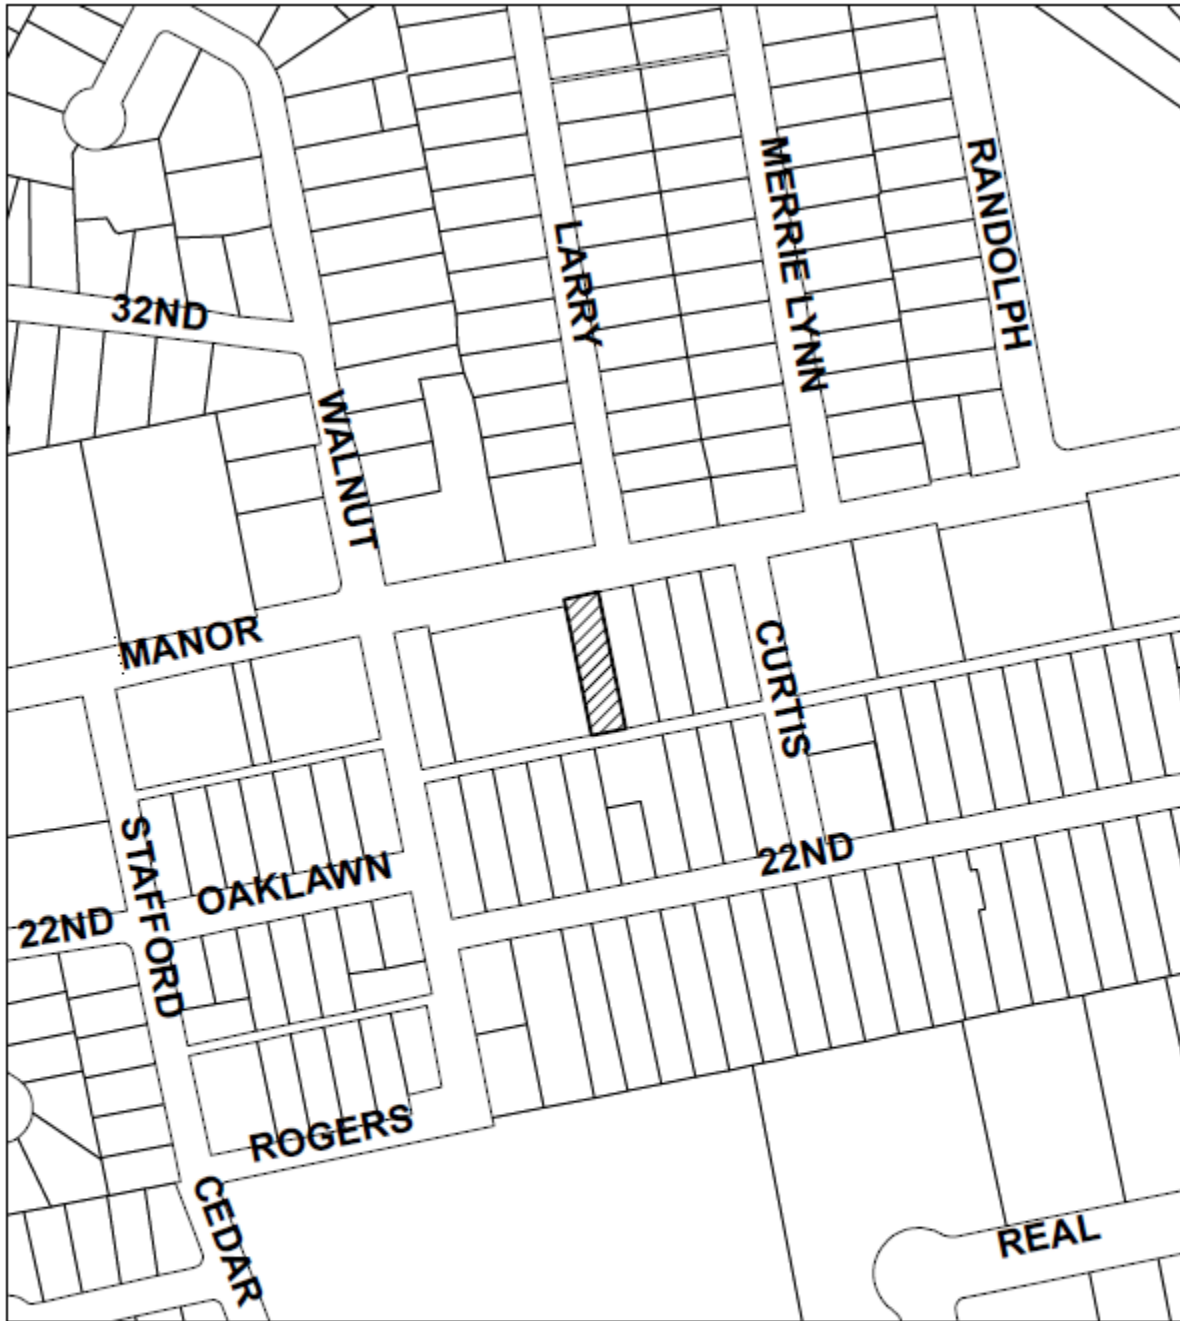 RANDOLPH
MERRIE LYNN
LARRY
32ND
WALNUT
MANOR
CURTIS
STAFFORD
22ND
OAKLAWN
22ND
ROGERS
CEDAR
REAL